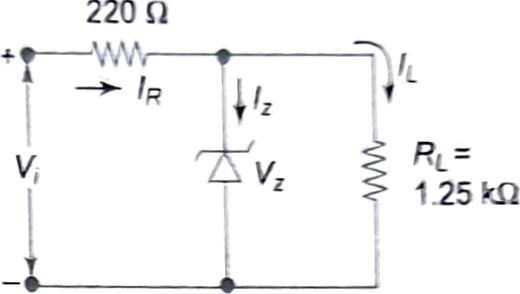 220 Ω
+
I_R
I_z
I_L
V_i
V_z
R_L =
1.25 kΩ
−